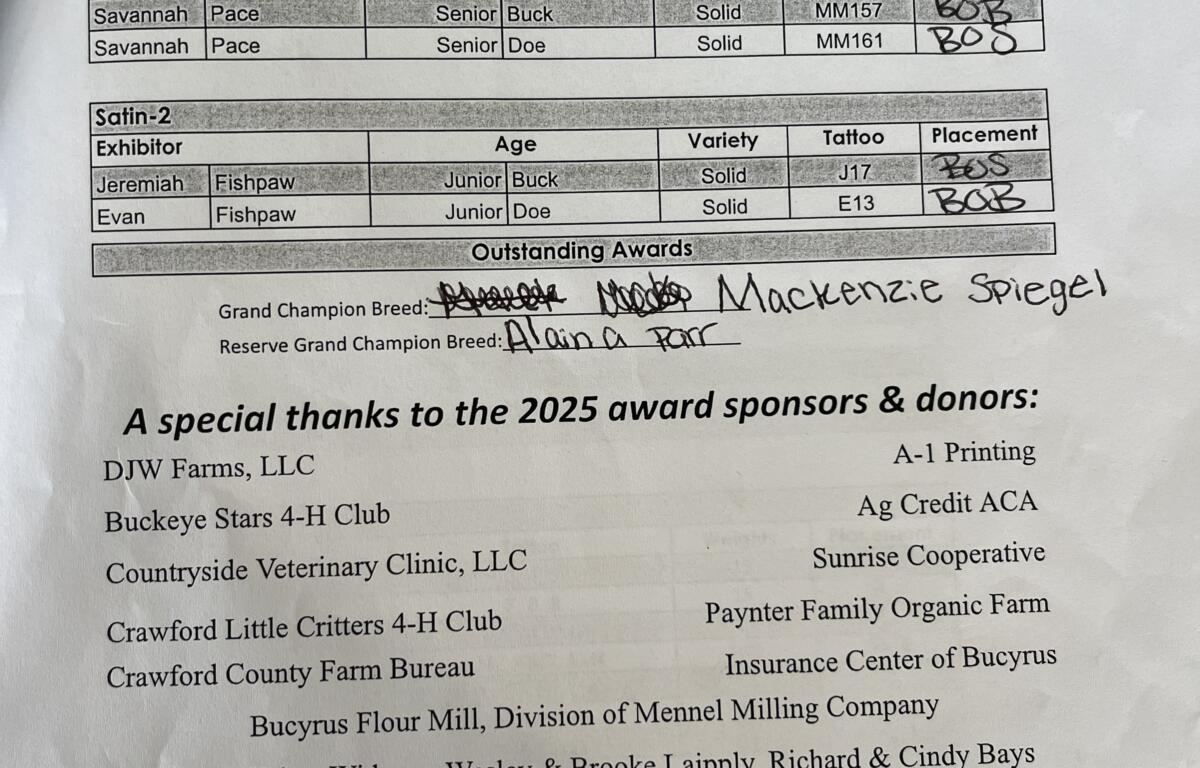 Savannah Pace Senior Buck Solid MM157 BOB
Savannah Pace Senior Doe Solid MM161 BOS
Satin-2
Exhibitor Age Variety Tattoo Placement
Jeremiah Fishpaw Junior Buck Solid J17 BOS
Evan Fishpaw Junior Doe Solid E13 BOB
Outstanding Awards
Grand Champion Breed: Mackenzie Spiegel
Reserve Grand Champion Breed: Alaina Parr
A special thanks to the 2025 award sponsors & donors:
DJW Farms, LLC A-1 Printing
Buckeye Stars 4-H Club Ag Credit ACA
Countryside Veterinary Clinic, LLC Sunrise Cooperative
Crawford Little Critters 4-H Club Paynter Family Organic Farm
Crawford County Farm Bureau Insurance Center of Bucyrus
Bucyrus Flour Mill, Division of Mennel Milling Company
& Brooke Lainply, Richard & Cindy Bays